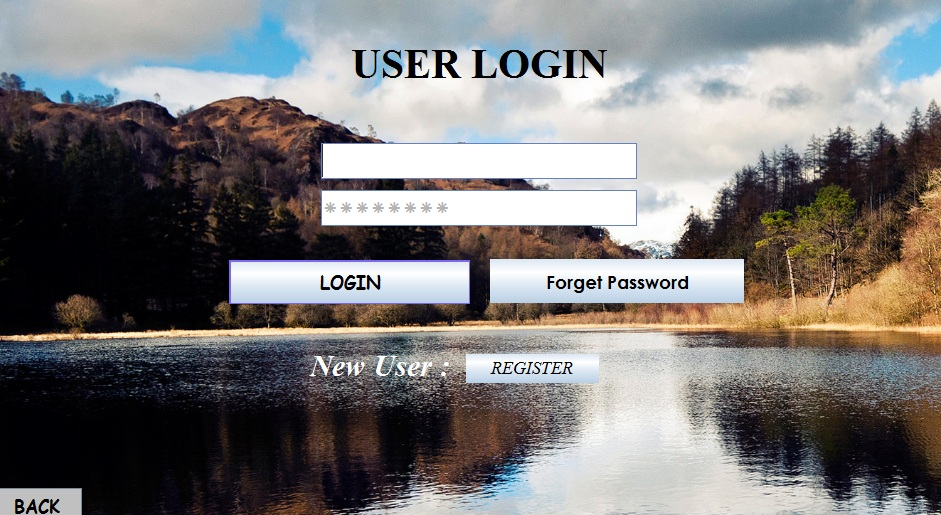 USER LOGIN
********
LOGIN Forget Password
New User : REGISTER
BACK